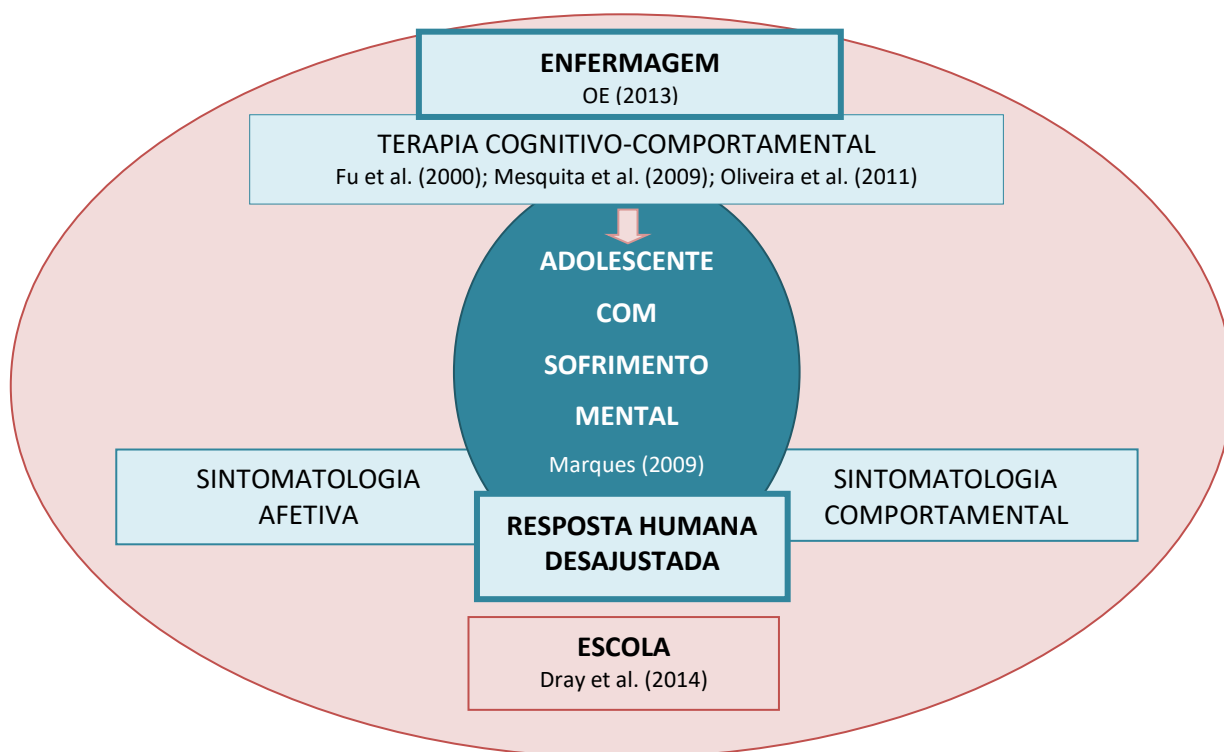 ENFERMAGEM
OE (2013)
TERAPIA COGNITIVO-COMPORTAMENTAL
Fu et al. (2000); Mesquita et al. (2009); Oliveira et al. (2011)
ADOLESCENTE
COM
SOFRIMENTO
MENTAL
Marques (2009)
SINTOMATOLOGIA
AFETIVA
SINTOMATOLOGIA
COMPORTAMENTAL
RESPOSTA HUMANA
DESAJUSTADA
ESCOLA
Dray et al. (2014)